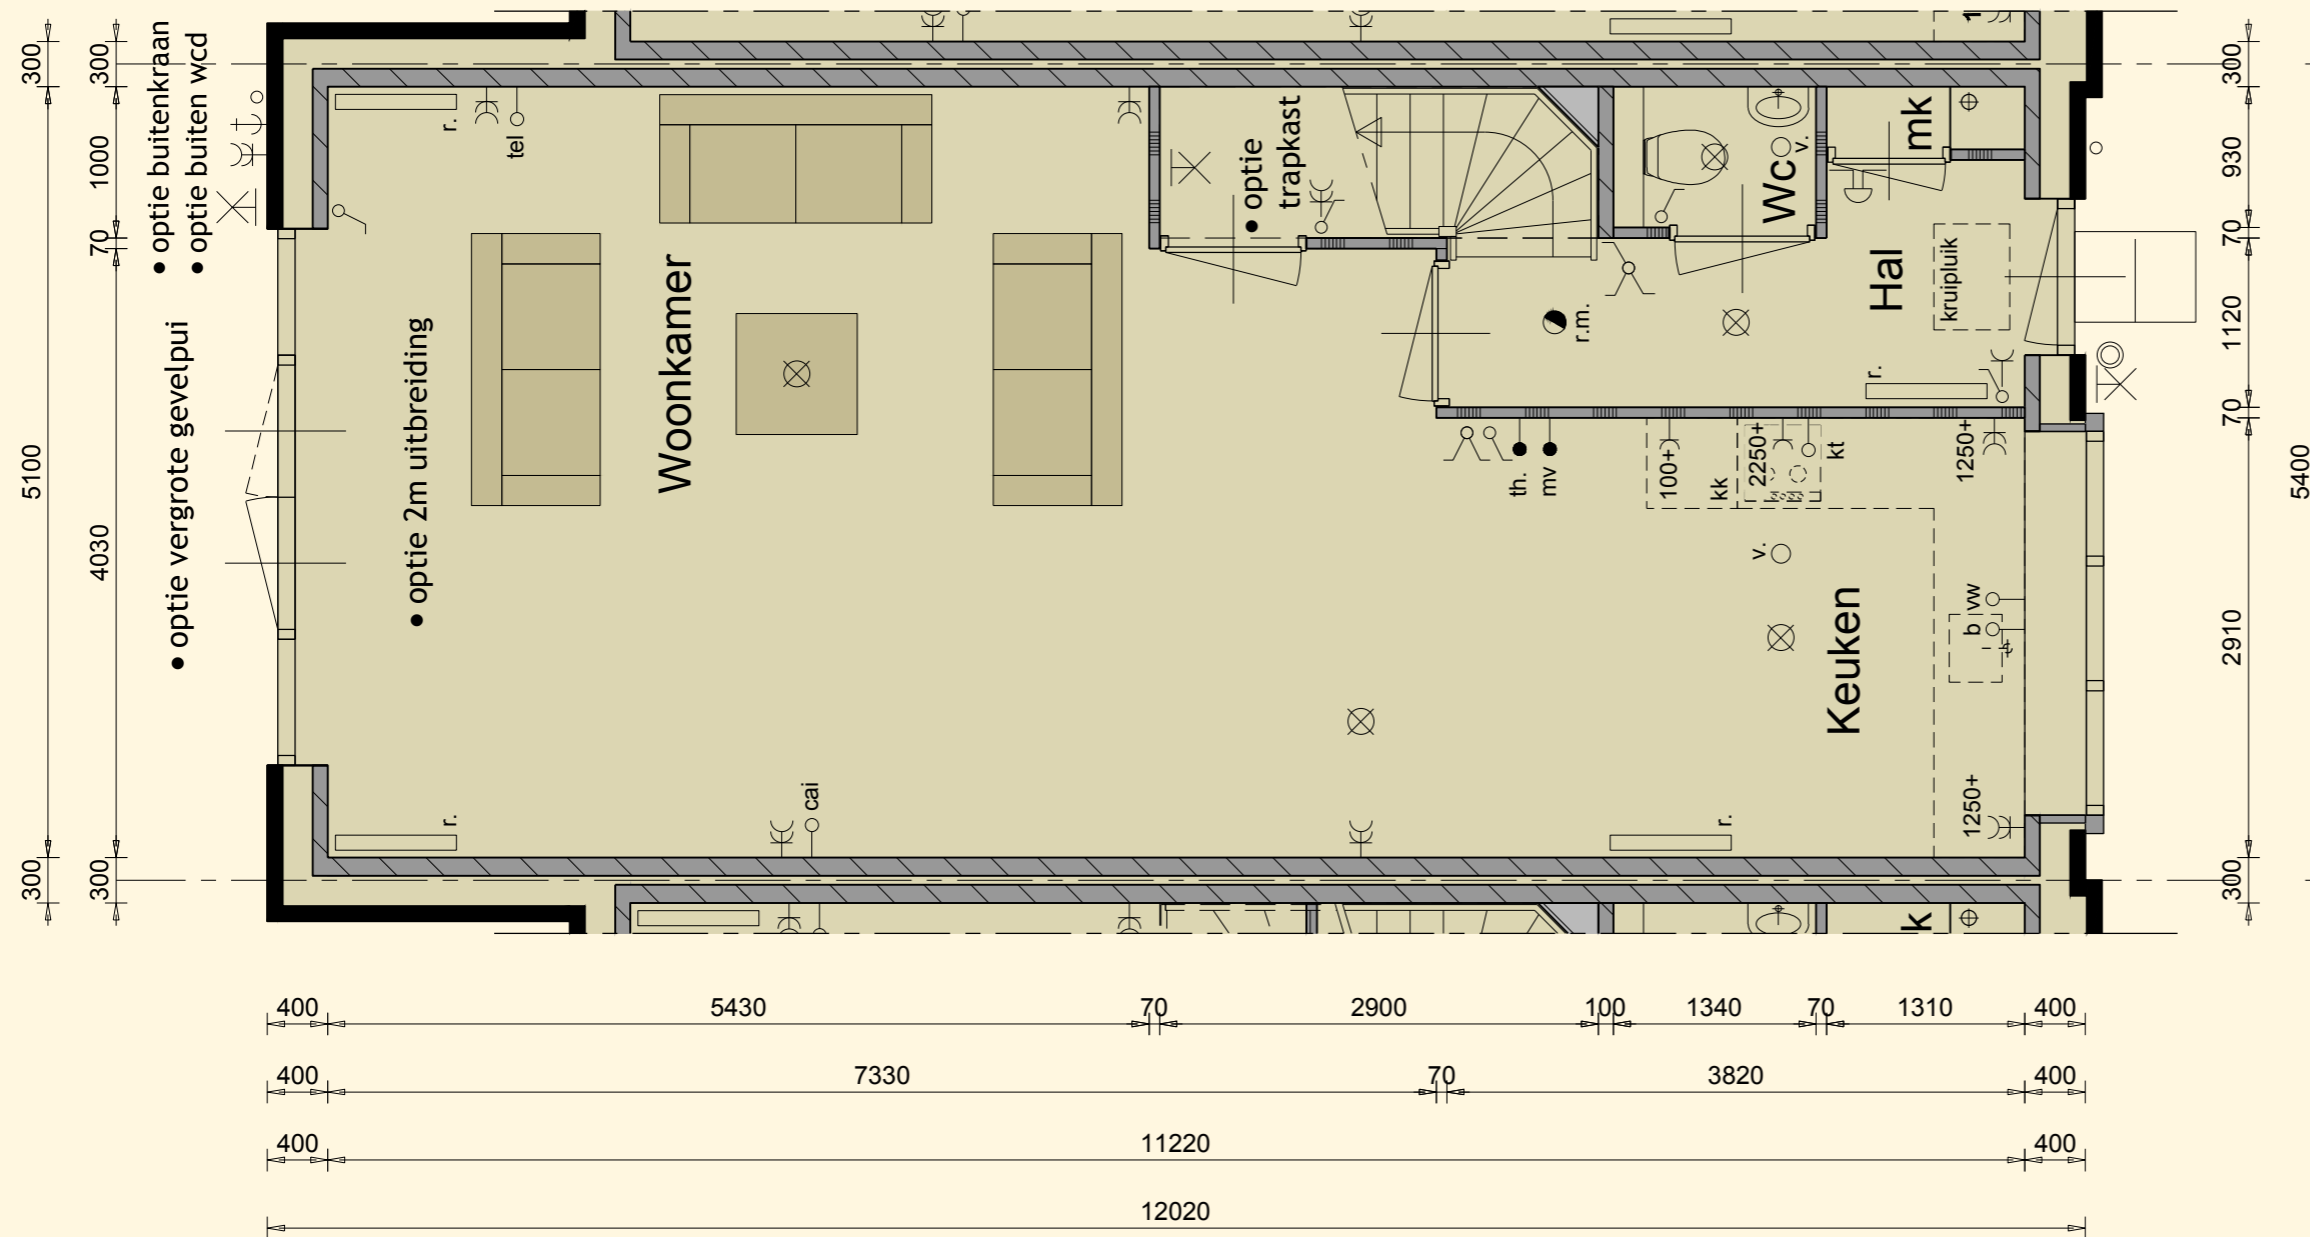 300
300
1000
70
5100
4030
300
300
• optie buitenkraan
• optie buiten wcd
• optie vergrote gevelpui
• optie 2m uitbreiding
r.
tel
Woonkamer
• optie
trapkast
Wc
v.
mk
Hal
kruipluik
r.m.
r.
th.
mv
100+
kk
2250+
kt
1250+
v.
Keuken
b
vw
1250+
r.
cai
r.
k
300
930
70
1120
70
5400
2910
300
400
5430
70
2900
100
1340
70
1310
400
400
7330
70
3820
400
400
11220
400
12020